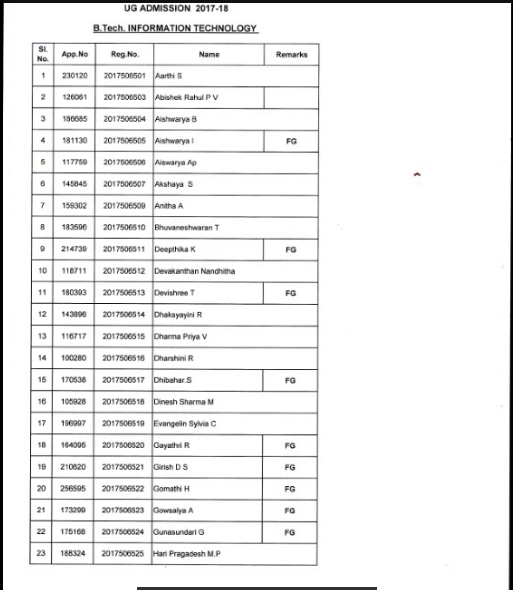 UG ADMISSION 2017-18
B.Tech. INFORMATION TECHNOLOGY
Sl. No. App.No Reg.No. Name Remarks
1 230120 2017506501 Aarthi S
2 126061 2017506503 Abishek Rahul P V
3 186685 2017506504 Aishwarya B
4 181130 2017506505 Aishwarya I FG
5 117759 2017506506 Aiswarya Ap
6 145845 2017506507 Akshaya S
7 159302 2017506509 Anitha A
8 183596 2017506510 Bhuvaneshwaran T
9 214739 2017506511 Deepthika K FG
10 118711 2017506512 Devakanthan Nandhitha
11 180393 2017506513 Devishree T FG
12 143896 2017506514 Dhakshayini R
13 116717 2017506515 Dharma Priya V
14 100280 2017506516 Dharshini R
15 170538 2017506517 Dhibahar.S FG
16 105928 2017506518 Dinesh Sharma M
17 196997 2017506519 Evangelin Sylvia C
18 164095 2017506520 Gayathri R FG
19 210620 2017506521 Girish D S FG
20 256595 2017506522 Gomathi H FG
21 173299 2017506523 Gowsalya A FG
22 175168 2017506524 Gunasundari G FG
23 188324 2017506525 Hari Pragadesh M.P